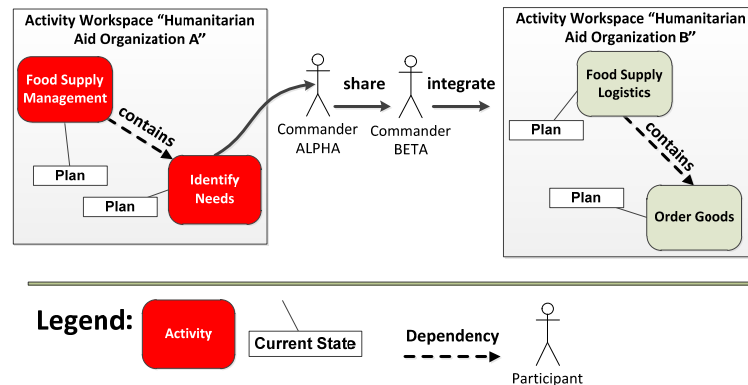 Activity Workspace “Humanitarian
Aid Organization A”
Food Supply
Management
contains
Plan
Plan
Identify
Needs
Commander
ALPHA
share
Commander
BETA
integrate
Activity Workspace “Humanitarian
Aid Organization B”
Food Supply
Logistics
Plan
contains
Plan
Order Goods
Legend:
Activity
Current State
Dependency
Participant